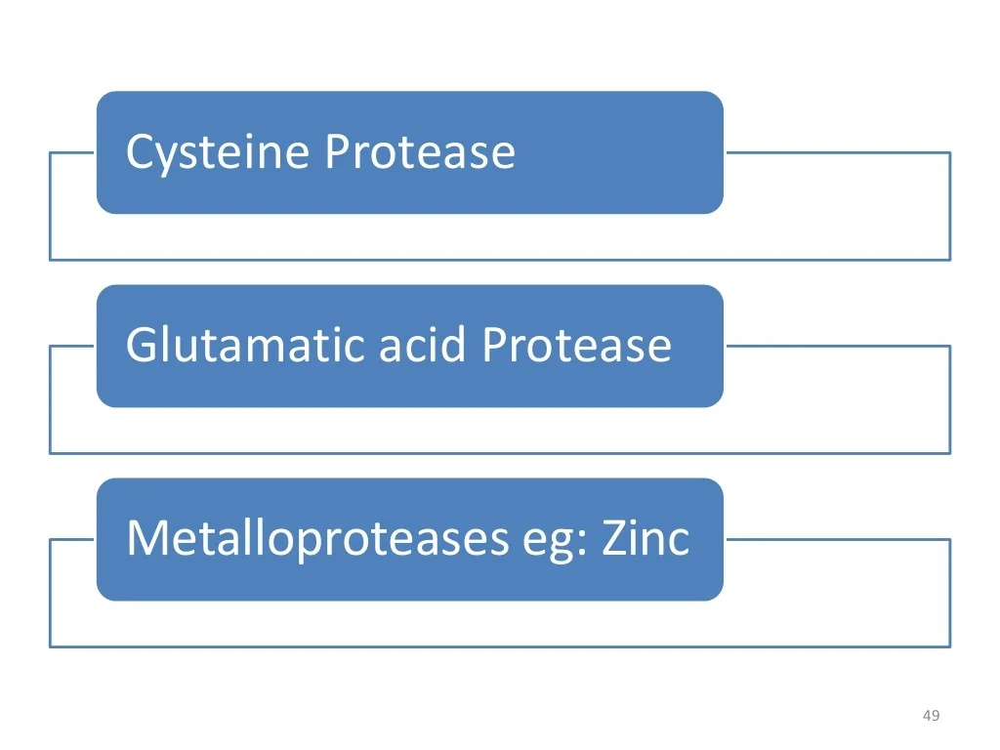 Cysteine Protease
Glutamatic acid Protease
Metalloproteases eg: Zinc
49